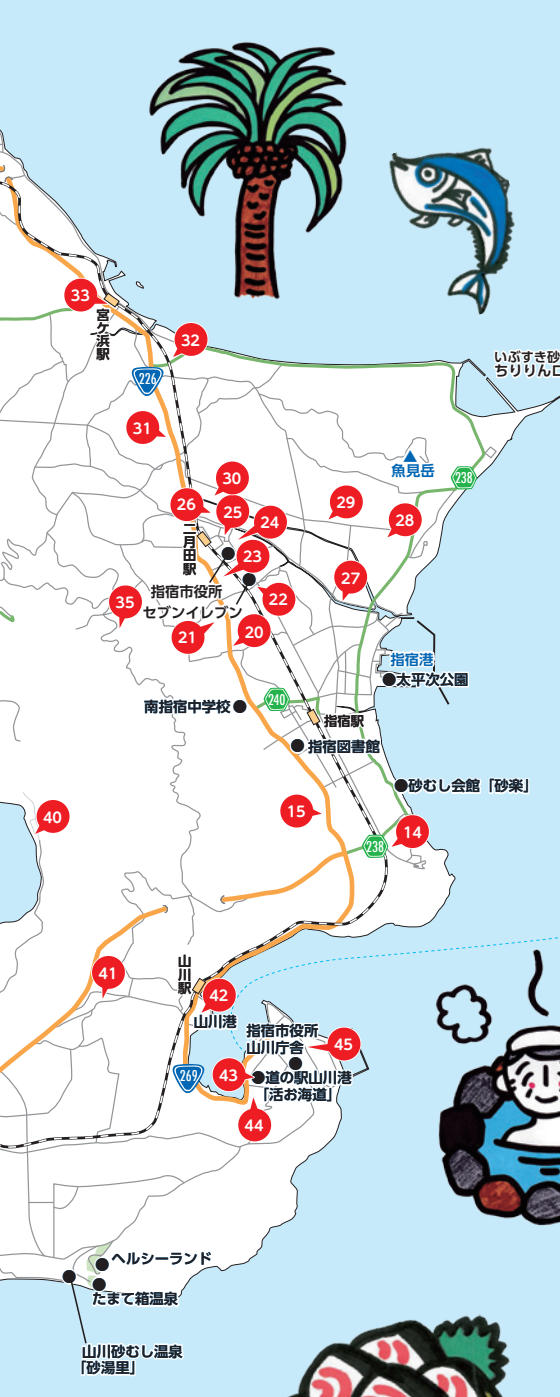 33
宮ケ浜駅
32
いぶすき砂
ちりりんロ
226
31
魚見岳
238
30
29
26
25
24
28
二月田駅
23
指宿市役所
27
セブンイレブン
22
35
21
20
指宿港
太平次公園
南指宿中学校
240
指宿駅
指宿図書館
砂むし会館「砂楽」
15
40
14
238
山川駅
41
42
山川港
指宿市役所
山川庁舎
45
269
43
道の駅山川港
「活お海道」
44
ヘルシーランド
たまて箱温泉
山川砂むし温泉
「砂湯里」